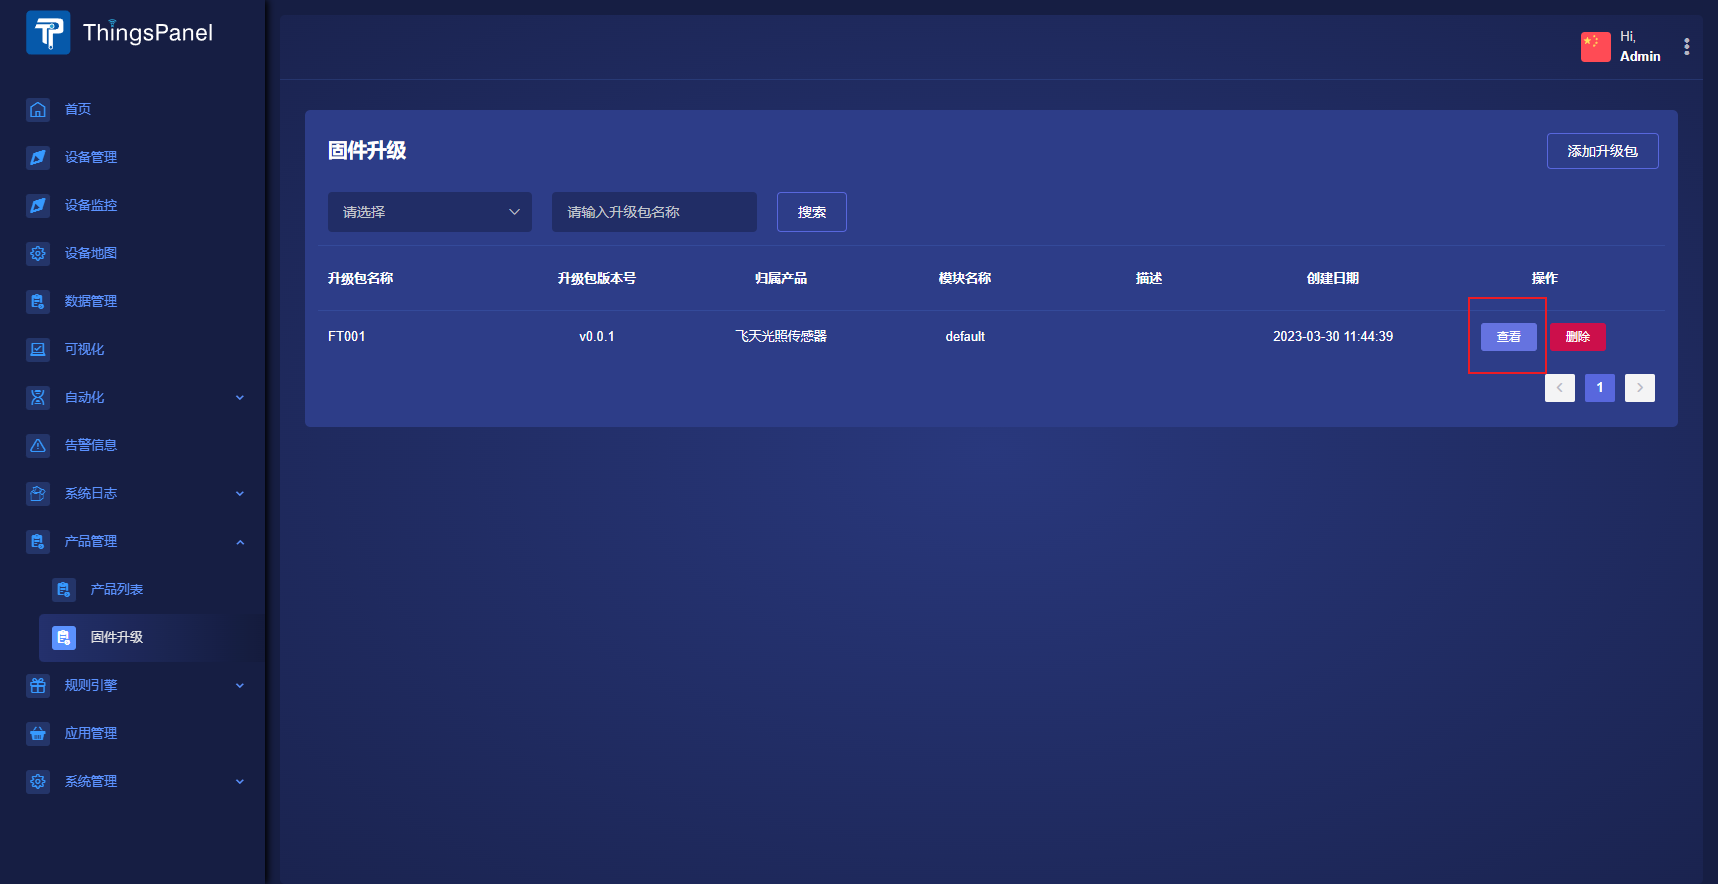 ThingsPanel
首页
设备管理
设备监控
设备地图
数据管理
可视化
自动化
告警信息
系统日志
产品管理
产品列表
固件升级
规则引擎
应用管理
系统管理
Hi,
Admin
固件升级
添加升级包
请选择 请输入升级包名称 搜索
升级包名称 升级包版本号 归属产品 模块名称 描述 创建日期 操作
FT001 v0.0.1 飞天光照传感器 default 2023-03-30 11:44:39 查看 删除
1